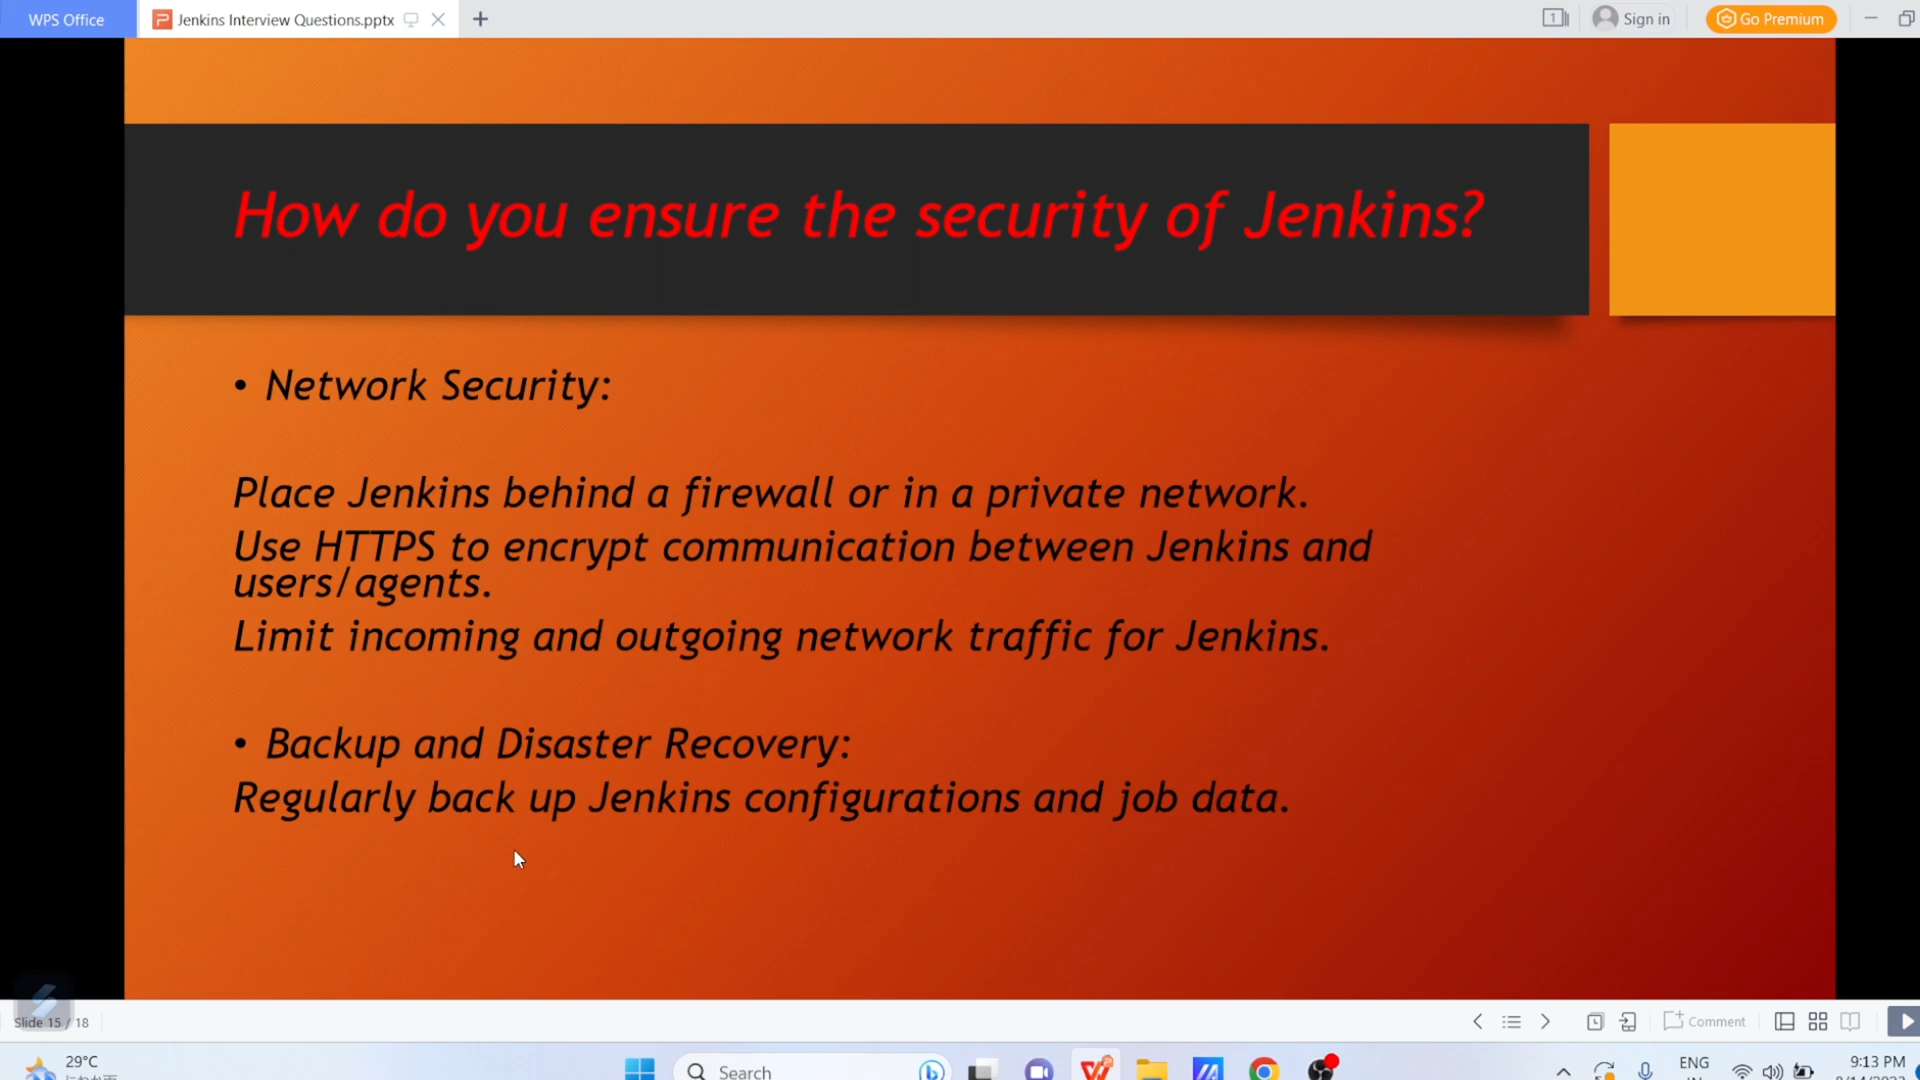 WPS Office
Jenkins Interview Questions.pptx
1
Sign in
Go Premium
How do you ensure the security of Jenkins?
• Network Security:
Place Jenkins behind a firewall or in a private network.
Use HTTPS to encrypt communication between Jenkins and
users/agents.
Limit incoming and outgoing network traffic for Jenkins.
• Backup and Disaster Recovery:
Regularly back up Jenkins configurations and job data.
Slide 15 / 18
Comment
29°C
Search
ENG
9:13 PM